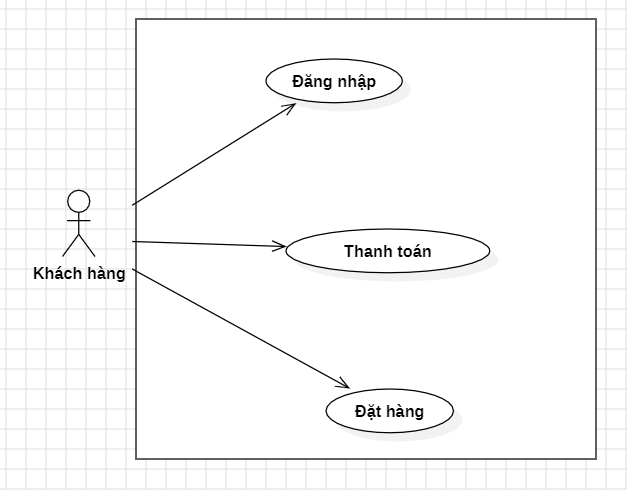 Đăng nhập
Thanh toán
Khách hàng
Đặt hàng